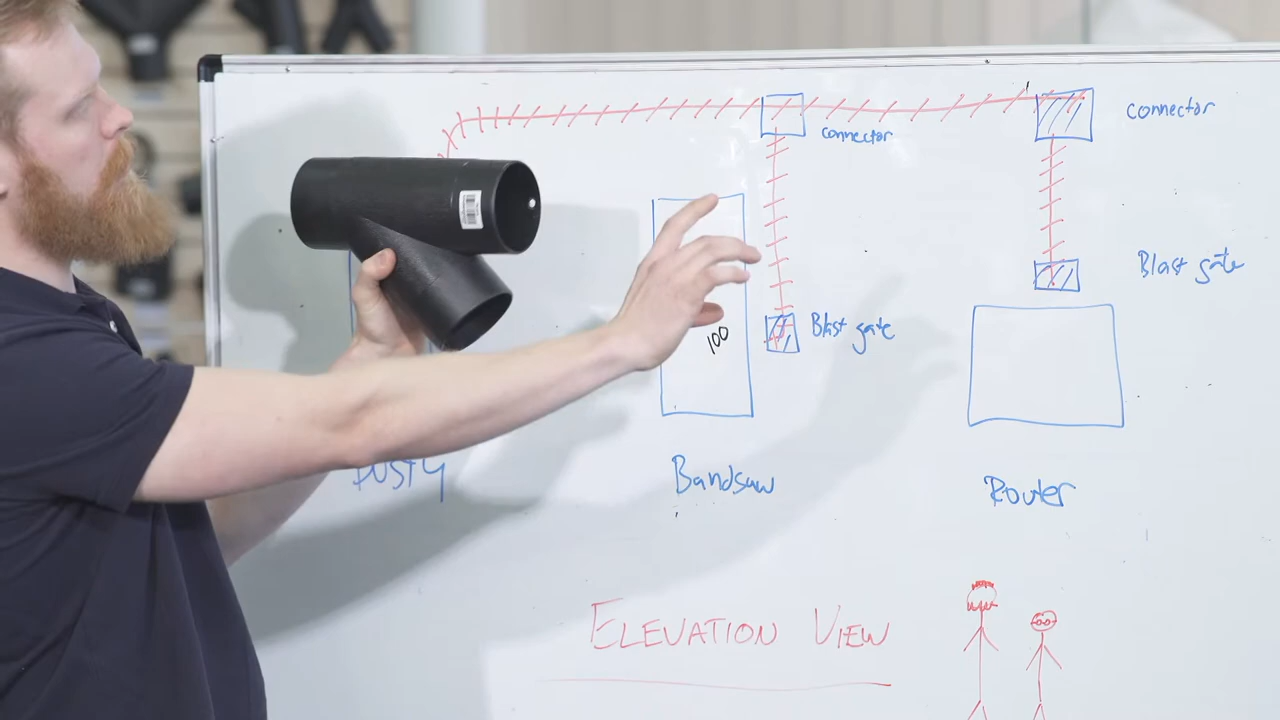 connector
connector
Blast gate
Blast gate
100
DUSTY
Bandsaw
Router
ELEVATION VIEW